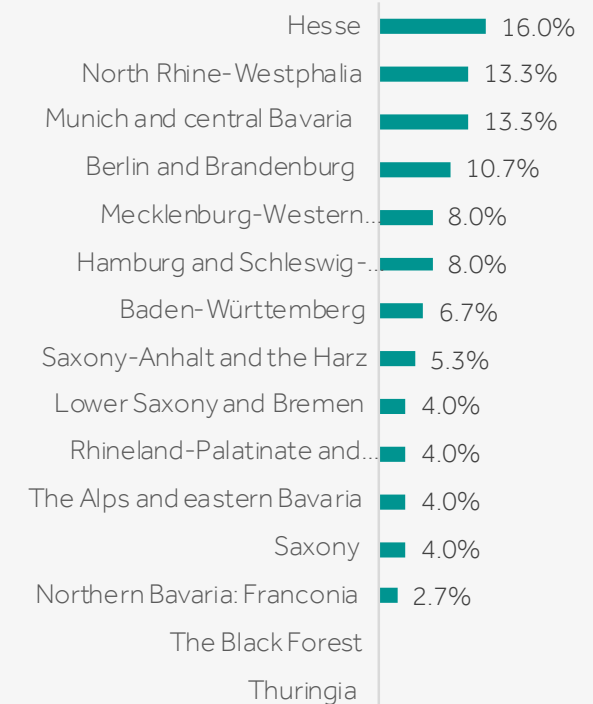 Hesse 16.0%
North Rhine-Westphalia 13.3%
Munich and central Bavaria 13.3%
Berlin and Brandenburg 10.7%
Mecklenburg-Western... 8.0%
Hamburg and Schleswig-... 8.0%
Baden-Württemberg 6.7%
Saxony-Anhalt and the Harz 5.3%
Lower Saxony and Bremen 4.0%
Rhineland-Palatinate and... 4.0%
The Alps and eastern Bavaria 4.0%
Saxony 4.0%
Northern Bavaria: Franconia 2.7%
The Black Forest
Thuringia